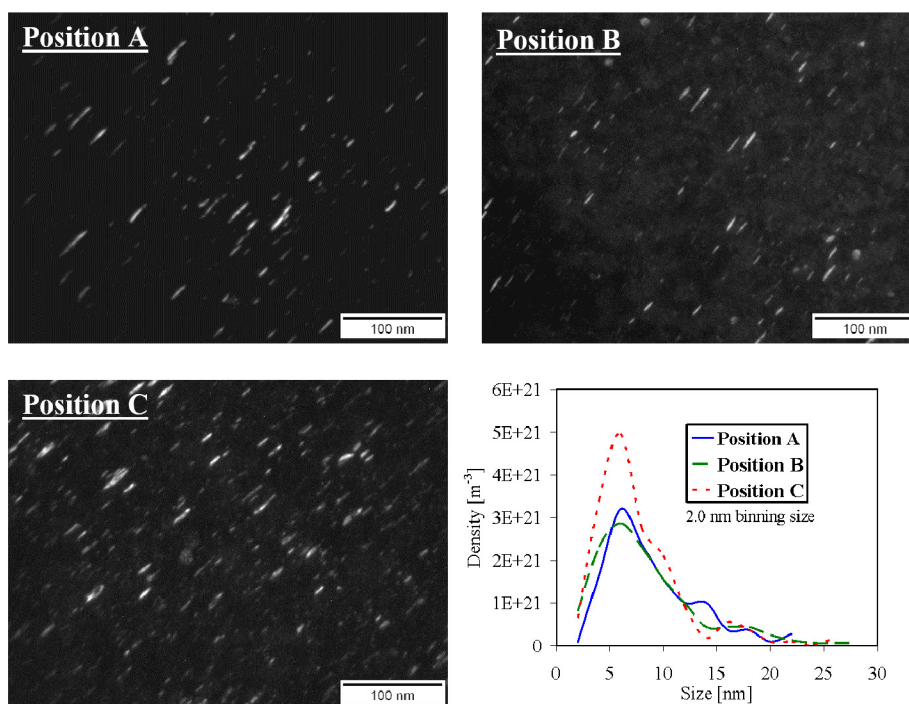 Position A
100 nm
Position B
100 nm
Position C
100 nm
6E+21
5E+21
4E+21
3E+21
2E+21
1E+21
0
Density [m⁻³]
Position A
Position B
Position C
2.0 nm binning size
0 5 10 15 20 25 30
Size [nm]